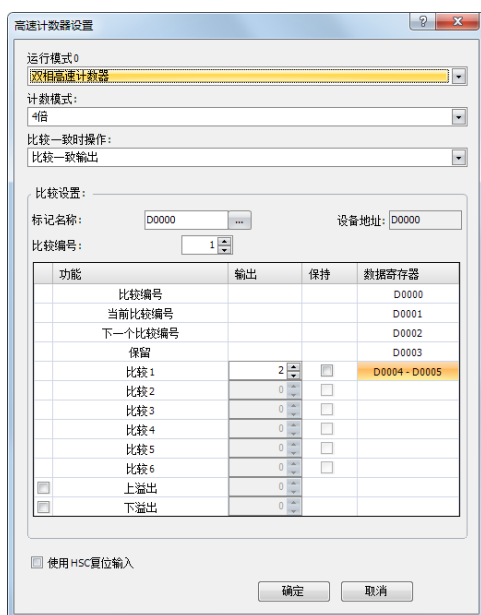 高速计数器设置
运行模式0
双相高速计数器
计数模式:
4倍
比较一致时操作:
比较一致输出
比较设置:
标记名称: D0000 ... 设备地址: D0000
比较编号: 1
功能 输出 保持 数据寄存器
比较编号 D0000
当前比较编号 D0001
下一个比较编号 D0002
保留 D0003
比较1 2 D0004 - D0005
比较2 0
比较3 0
比较4 0
比较5 0
比较6 0
上溢出 0
下溢出 0
使用HSC复位输入
确定 取消